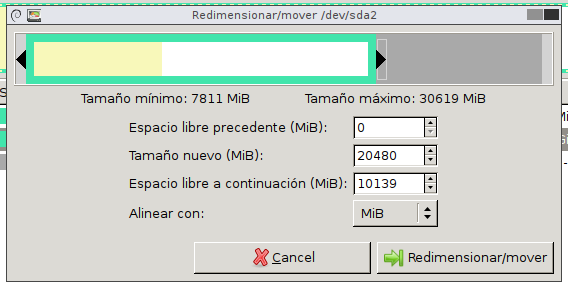 Redimensionar/mover /dev/sda2
Tamaño mínimo: 7811 MiB Tamaño máximo: 30619 MiB
Espacio libre precedente (MiB): 0
Tamaño nuevo (MiB): 20480
Espacio libre a continuación (MiB): 10139
Alinear con: MiB
Cancel Redimensionar/mover